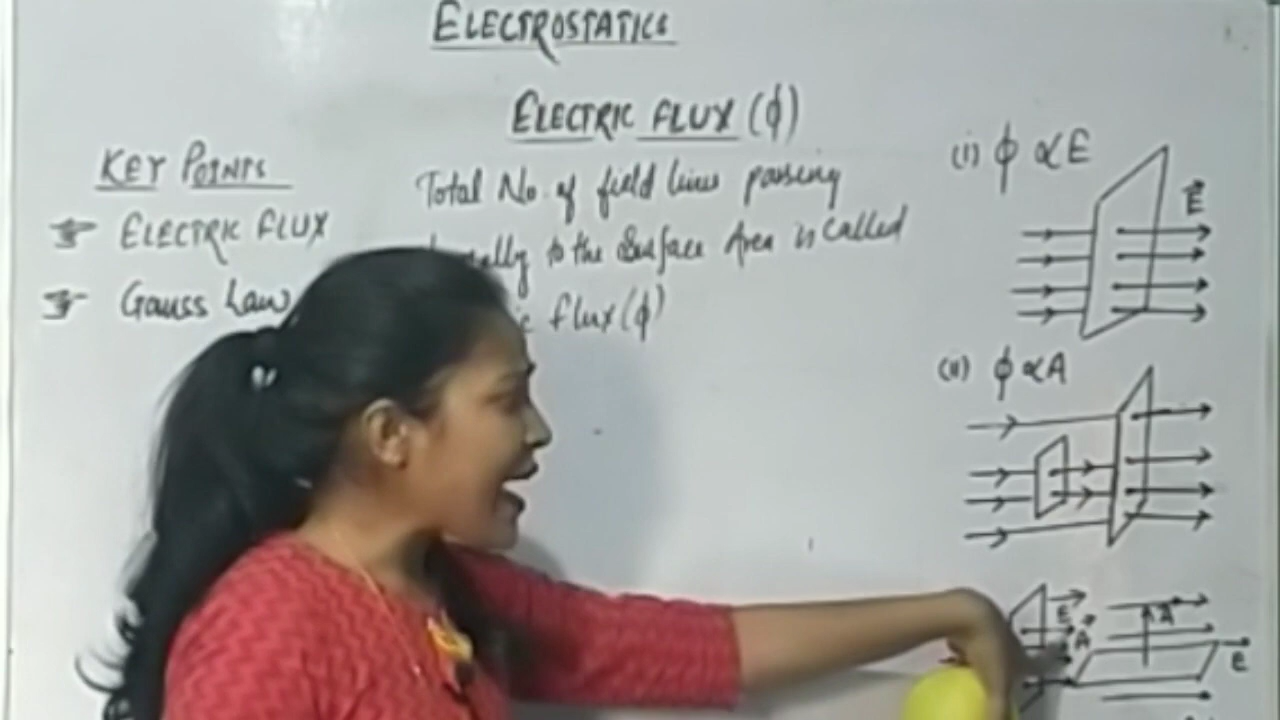 ELECTROSTATICS
ELECTRIC FLUX (ϕ)
KEY POINTS
☞ ELECTRIC FLUX
☞ Gauss Law
Total No. of field lines passing
to the Surface Area is called
flux (ϕ)
(i) ϕ ∝ E
E⃗
(ii) ϕ ∝ A
E
A⃗
A⃗
E⃗